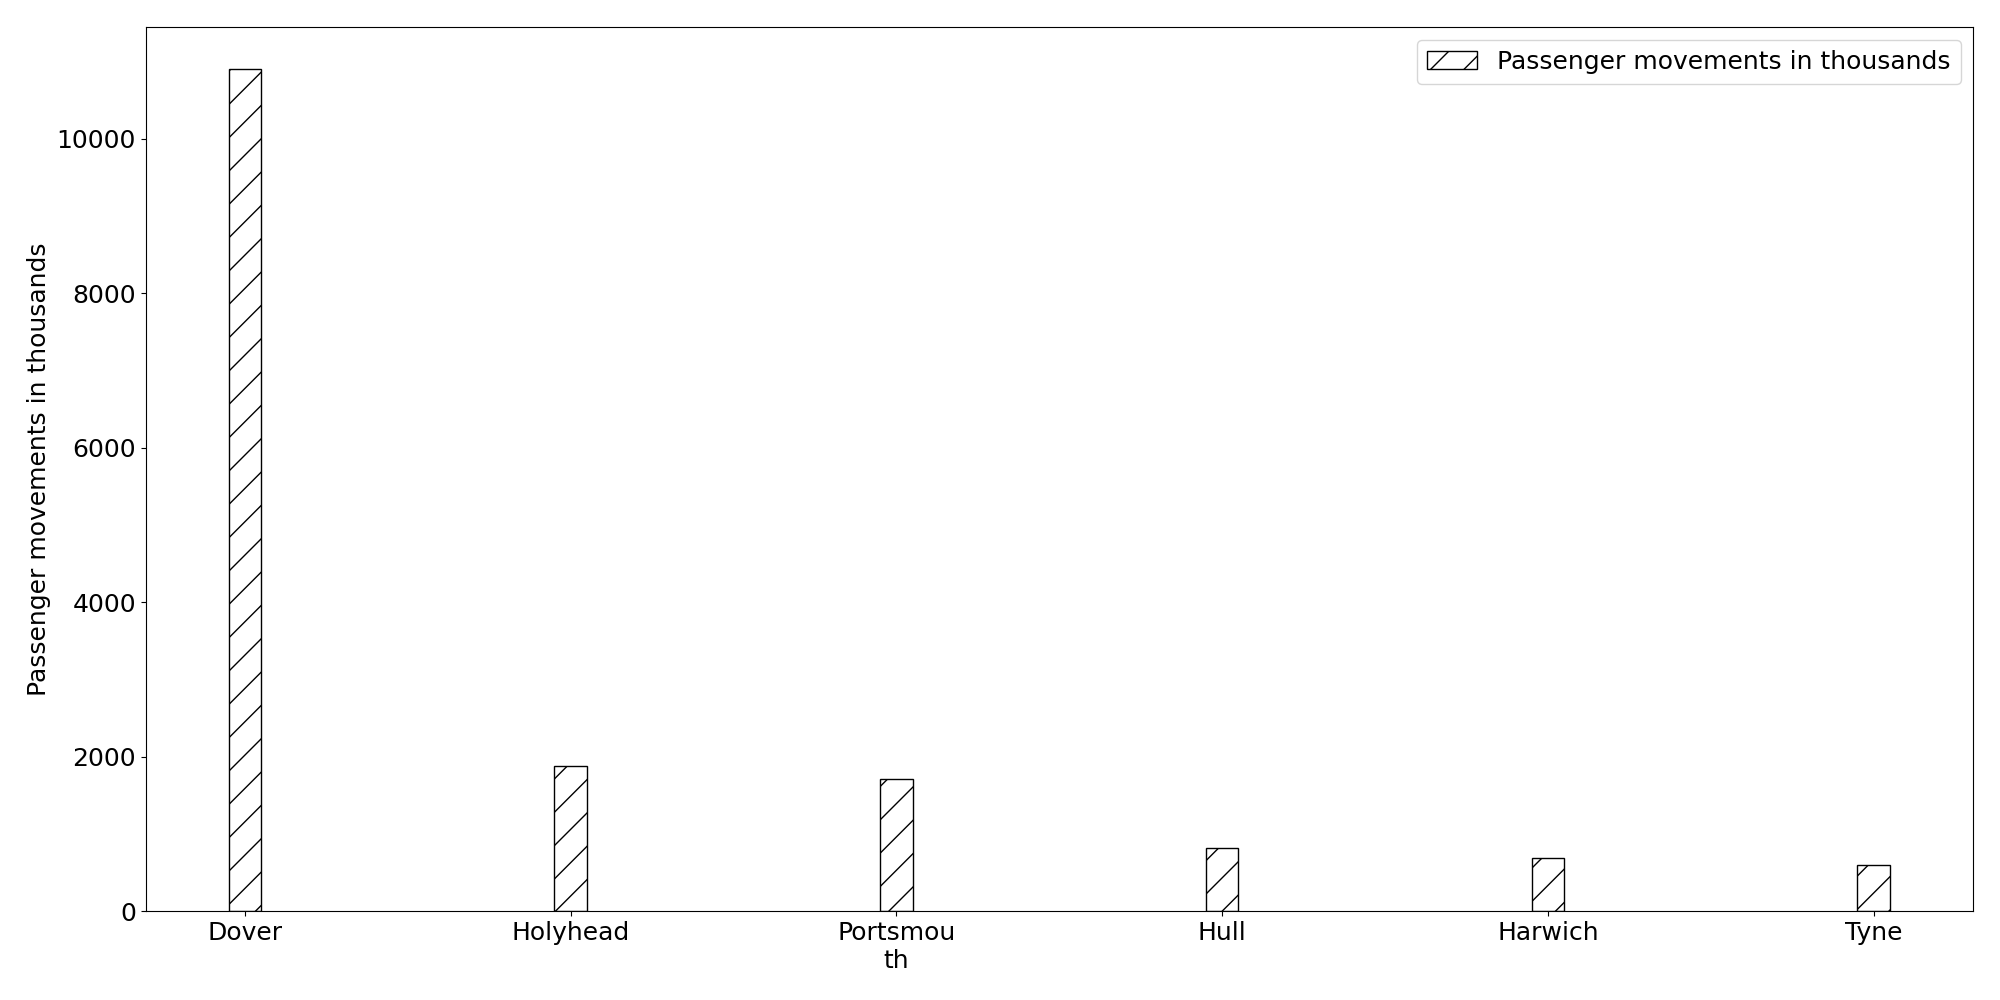 Passenger movements in thousands
Passenger movements in thousands
10000
8000
6000
4000
2000
0
Dover Holyhead Portsmou Hull Harwich Tyne
th